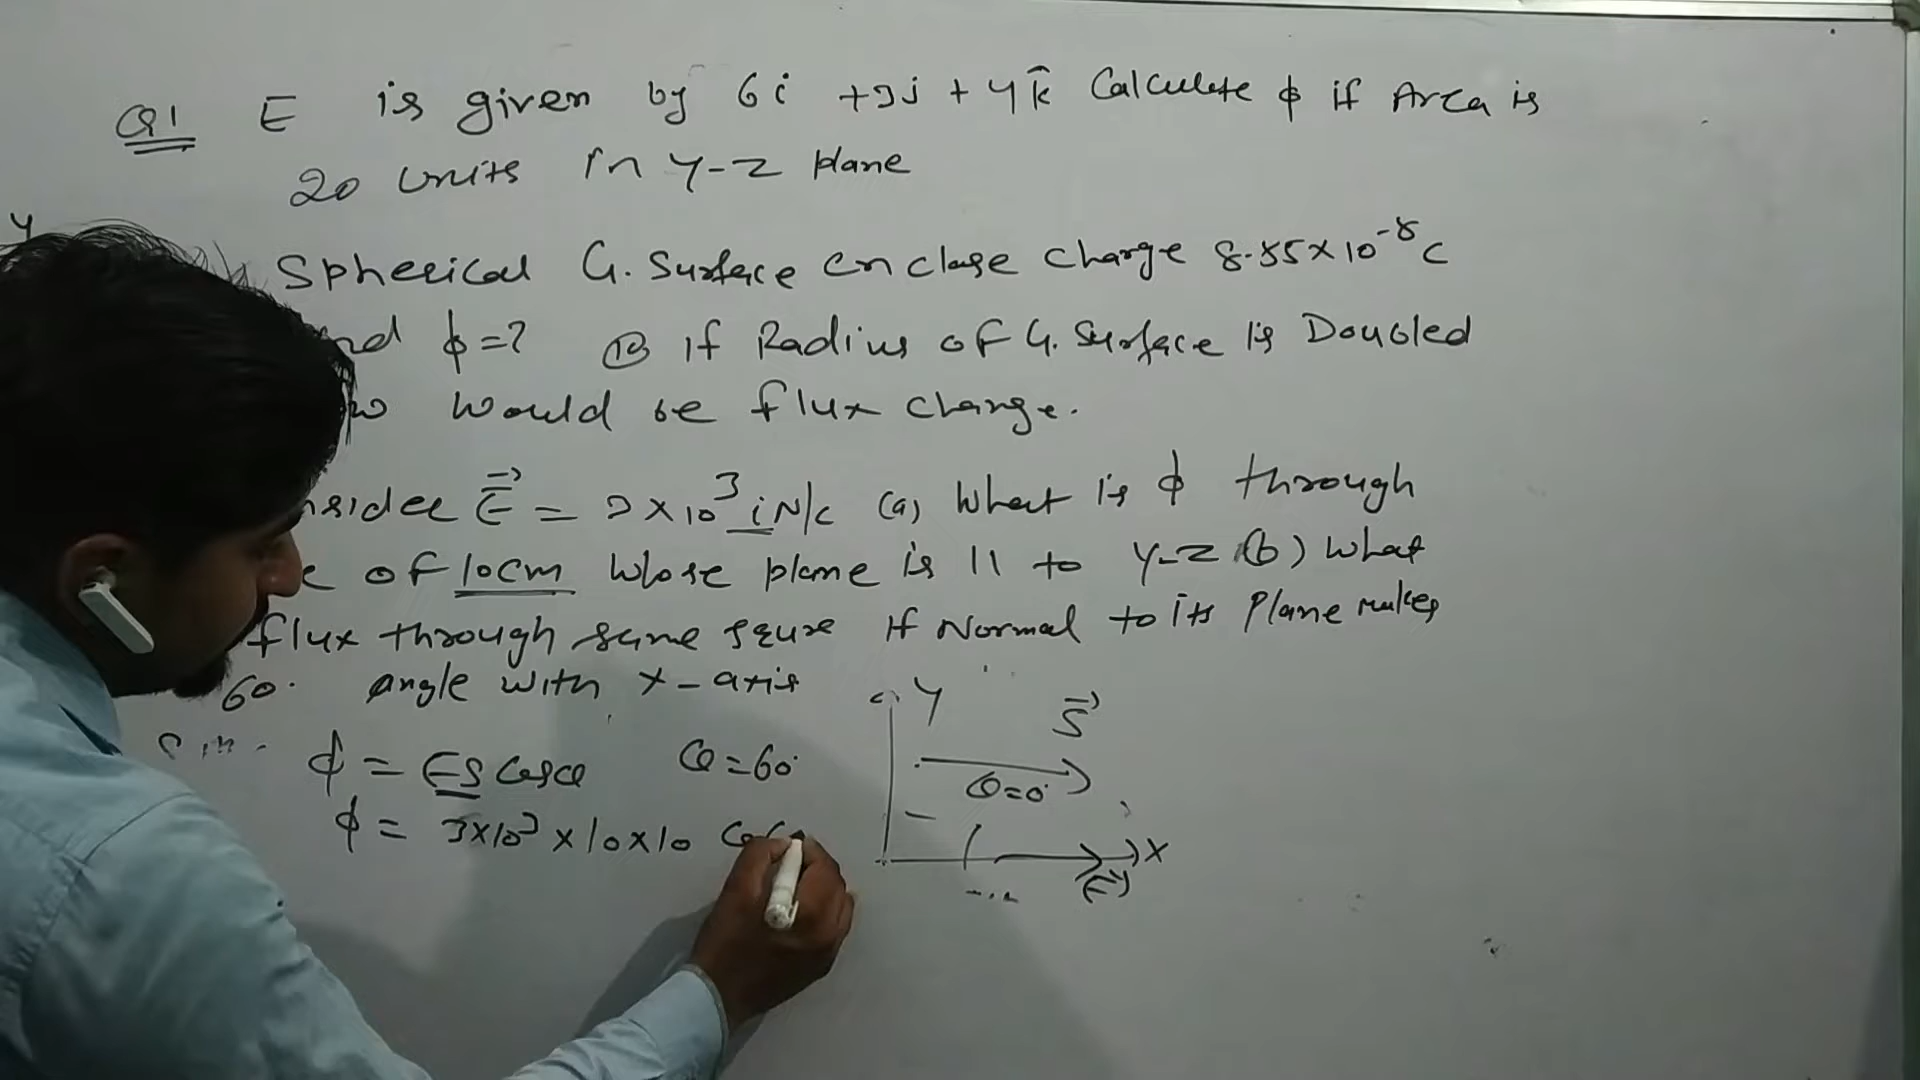 Q1 E is given by 6i + 3j + 4k̂ Calculate ϕ if Area is
20 units in Y-Z plane
Y
Spherical G. Surface enclose charge 8.85×10⁻⁸C
ϕ=? if Radius of G. Surface is Doubled
would be flux change.
E⃗ = 3×10³ i N/C (a) What is ϕ through
of 10cm whose plane is 11 to Y-Z (b) What
flux through same squre if Normal to its Plane makes
60° angle with X-axis
ϕ = ES Cosθ θ=60°
ϕ = 3×10³ ×10×10
Y
S⃗
θ=0°
X
(E⃗)